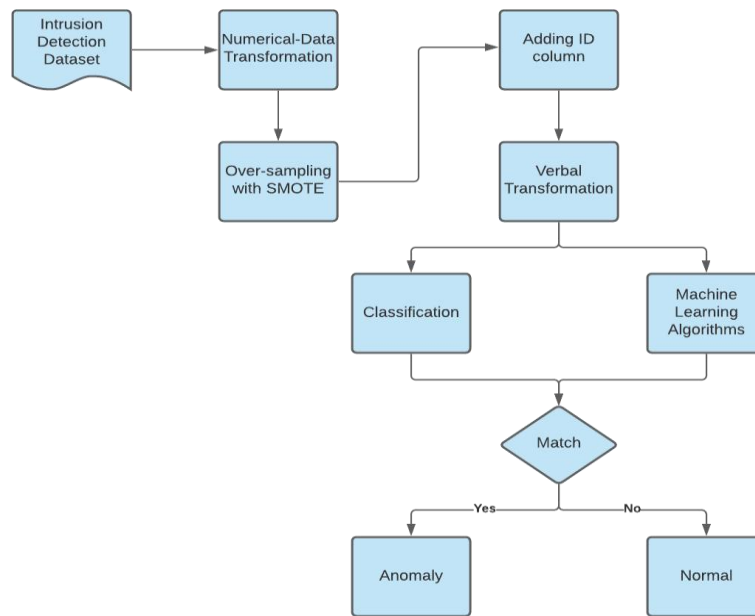 Intrusion
Detection
Dataset
Numerical-Data
Transformation
Adding ID
column
Over-sampling
with SMOTE
Verbal
Transformation
Classification
Machine
Learning
Algorithms
Match
Yes
No
Anomaly
Normal